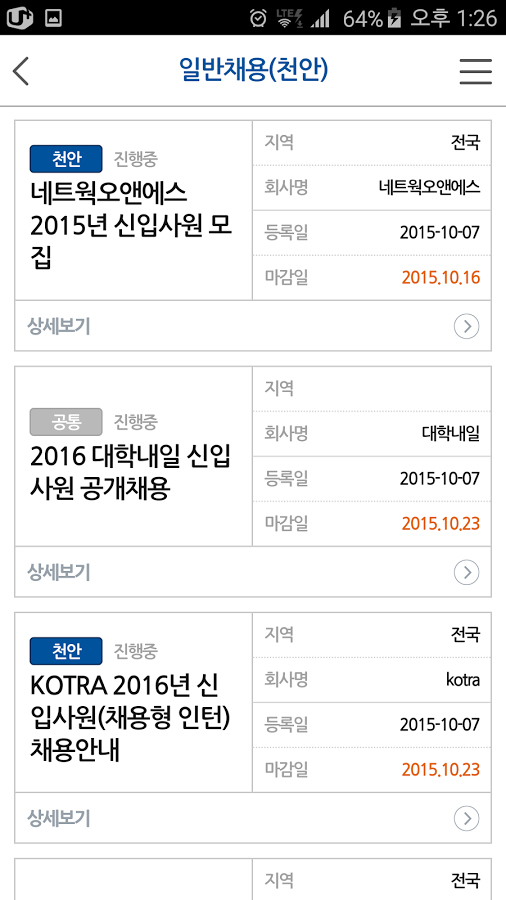 LTE 64% 오후 1:26
일반채용(천안)
천안 진행중
네트웍오앤에스
2015년 신입사원 모
집
지역 전국
회사명 네트웍오앤에스
등록일 2015-10-07
마감일 2015.10.16
상세보기
공통 진행중
2016 대학내일 신입
사원 공개채용
지역
회사명 대학내일
등록일 2015-10-07
마감일 2015.10.23
상세보기
천안 진행중
KOTRA 2016년 신
입사원(채용형 인턴)
채용안내
지역 전국
회사명 kotra
등록일 2015-10-07
마감일 2015.10.23
상세보기
지역 전국